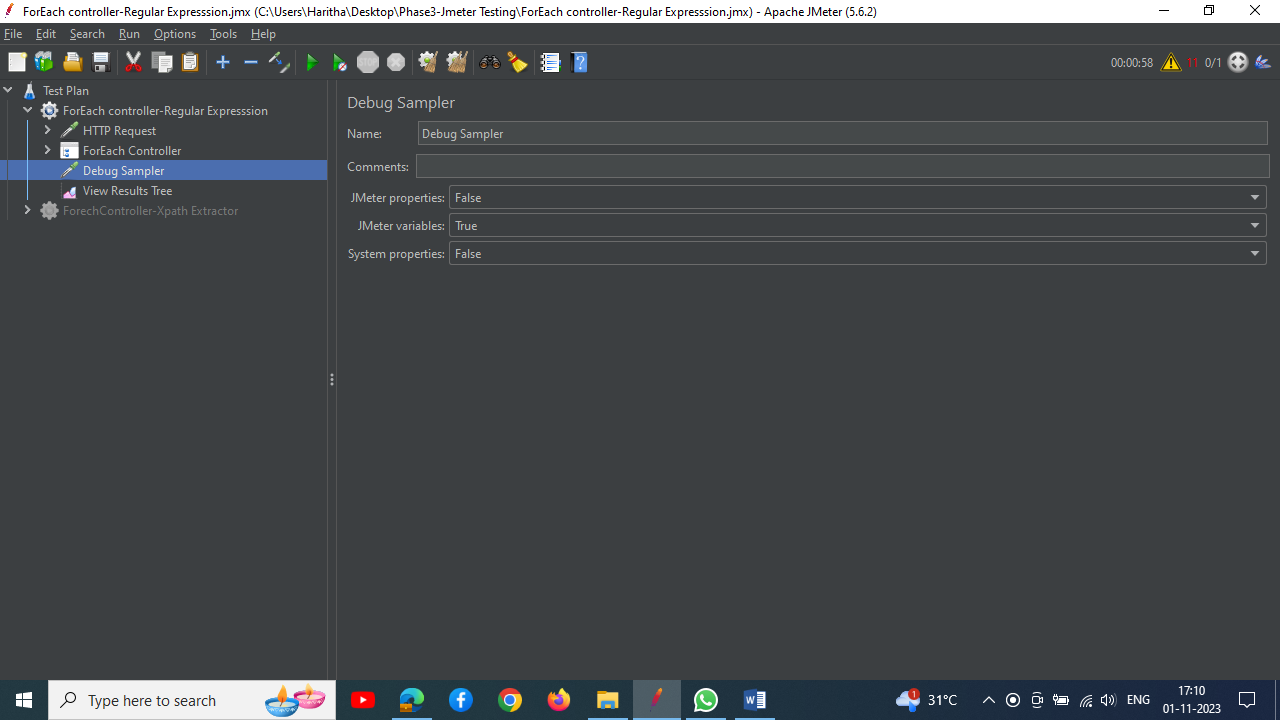 ForEach controller-Regular Expresssion.jmx (C:\Users\Haritha\Desktop\Phase3-Jmeter Testing\ForEach controller-Regular Expresssion.jmx) - Apache JMeter (5.6.2)
File Edit Search Run Options Tools Help
STOP 00:00:58 11 0/1
Test Plan
ForEach controller-Regular Expresssion
HTTP Request
ForEach Controller
Debug Sampler
View Results Tree
ForechController-Xpath Extractor
Debug Sampler
Name: Debug Sampler
Comments:
JMeter properties: False
JMeter variables: True
System properties: False
Type here to search
1 31°C ENG 17:10
01-11-2023